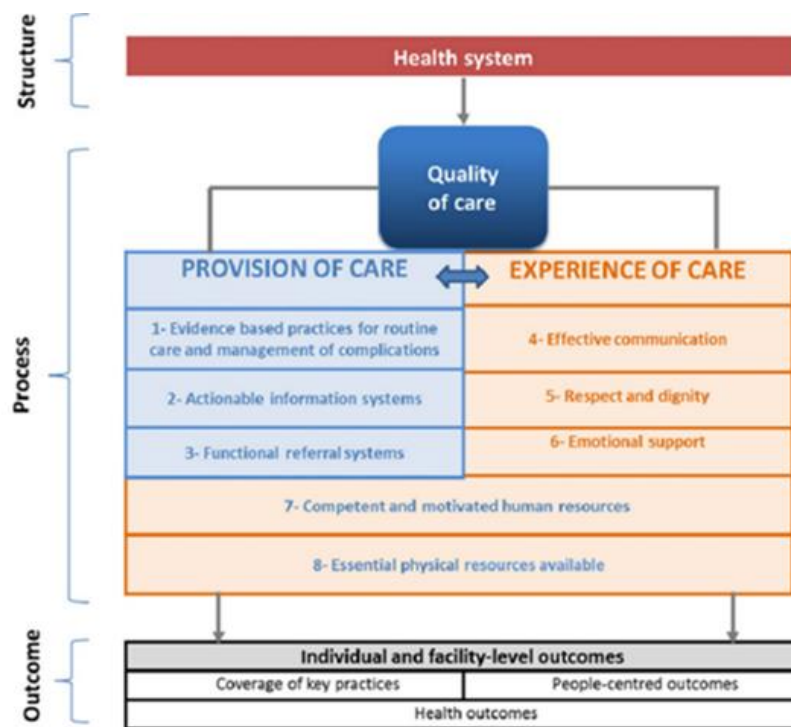 Structure
Health system
Quality
of care
Process
PROVISION OF CARE
EXPERIENCE OF CARE
1- Evidence based practices for routine
care and management of complications
4- Effective communication
2- Actionable information systems
5- Respect and dignity
3- Functional referral systems
6- Emotional support
7- Competent and motivated human resources
8- Essential physical resources available
Outcome
Individual and facility-level outcomes
Coverage of key practices
People-centred outcomes
Health outcomes